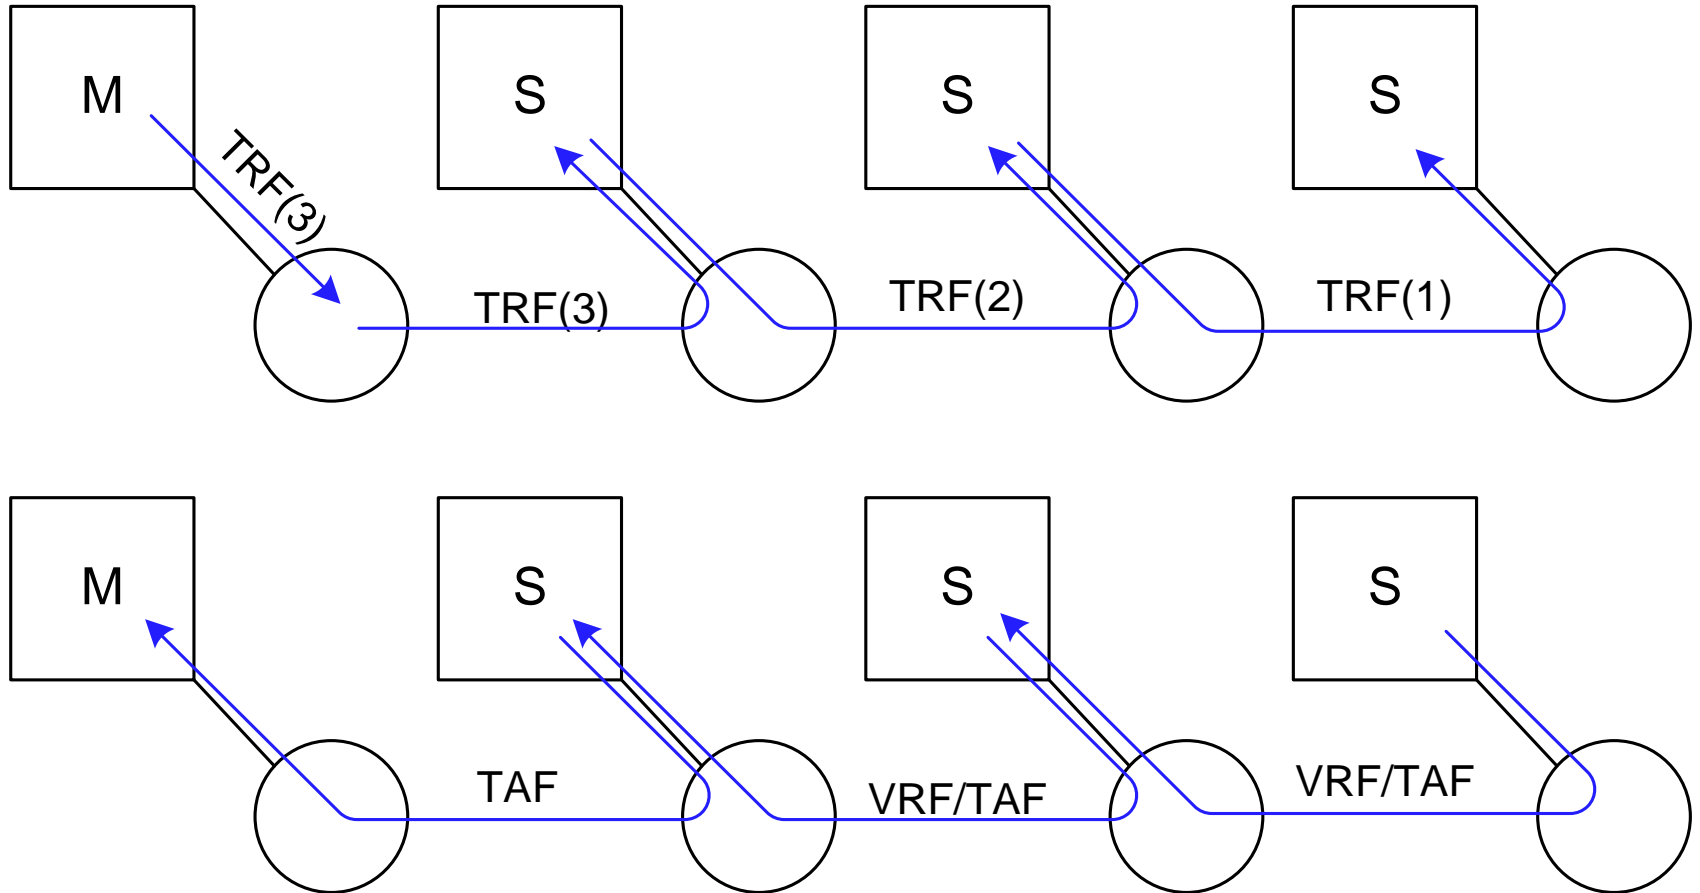 M
S
S
S
TRF(3)
TRF(3)
TRF(2)
TRF(1)
M
S
S
S
TAF
VRF/TAF
VRF/TAF